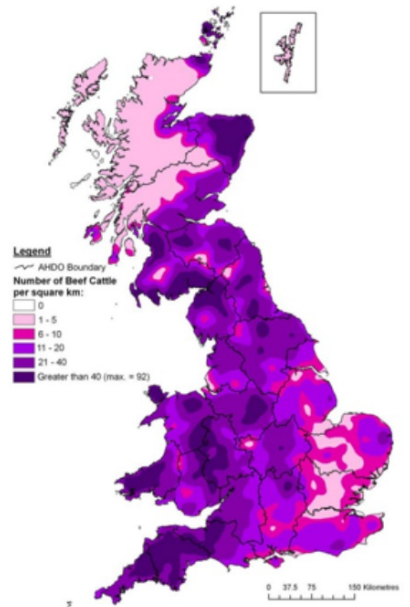 Legend
AHDO Boundary
Number of Beef Cattle
per square km:
0
1 - 5
6 - 10
11 - 20
21 - 40
Greater than 40 (max. = 92)
0 37.5 75 150 Kilometres